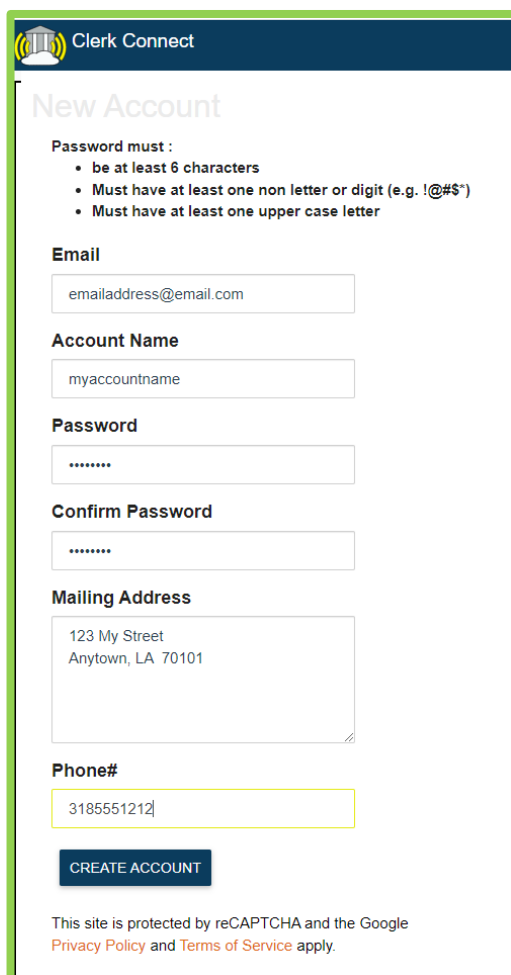 Clerk Connect
New Account
Password must :
• be at least 6 characters
• Must have at least one non letter or digit (e.g. !@#$*)
• Must have at least one upper case letter
Email
emailaddress@email.com
Account Name
myaccountname
Password
••••••••
Confirm Password
••••••••
Mailing Address
123 My Street
Anytown, LA  70101
Phone#
3185551212
CREATE ACCOUNT
This site is protected by reCAPTCHA and the Google
Privacy Policy and Terms of Service apply.